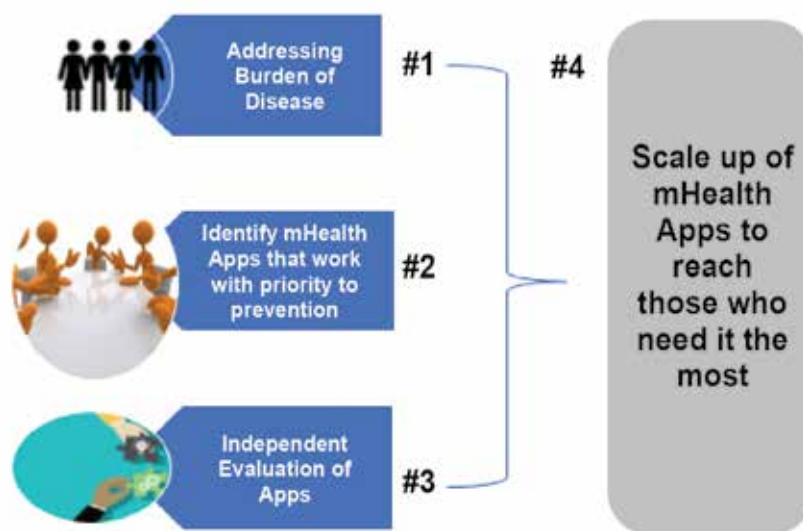 Addressing
Burden of
Disease
#1
Identify mHealth
Apps that work
with priority to
prevention
#2
Independent
Evaluation of
Apps
#3
#4
Scale up of
mHealth
Apps to
reach
those who
need it the
most